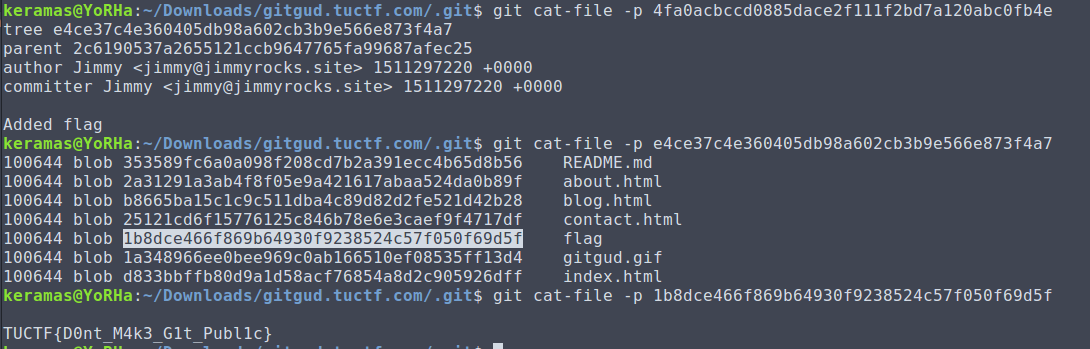 keramas@YoRHa:~/Downloads/gitgud.tuctf.com/.git$ git cat-file -p 4fa0acbccd0885dace2f111f2bd7a120abc0fb4e
tree e4ce37c4e360405db98a602cb3b9e566e873f4a7
parent 2c6190537a2655121ccb9647765fa99687afec25
author Jimmy <jimmy@jimmyrocks.site> 1511297220 +0000
committer Jimmy <jimmy@jimmyrocks.site> 1511297220 +0000
Added flag
keramas@YoRHa:~/Downloads/gitgud.tuctf.com/.git$ git cat-file -p e4ce37c4e360405db98a602cb3b9e566e873f4a7
100644 blob 353589fc6a0a098f208cd7b2a391ecc4b65d8b56    README.md
100644 blob 2a31291a3ab4f8f05e9a421617abaa524da0b89f    about.html
100644 blob b8665ba15c1c9c511dba4c89d82d2fe521d42b28    blog.html
100644 blob 25121cd6f15776125c846b78e6e3caef9f4717df    contact.html
100644 blob 1b8dce466f869b64930f9238524c57f050f69d5f    flag
100644 blob 1a348966ee0bee969c0ab166510ef08535ff13d4    gitgud.gif
100644 blob d833bbffb80d9a1d58acf76854a8d2c905926dff    index.html
keramas@YoRHa:~/Downloads/gitgud.tuctf.com/.git$ git cat-file -p 1b8dce466f869b64930f9238524c57f050f69d5f
TUCTF{D0nt_M4k3_G1t_Publ1c}